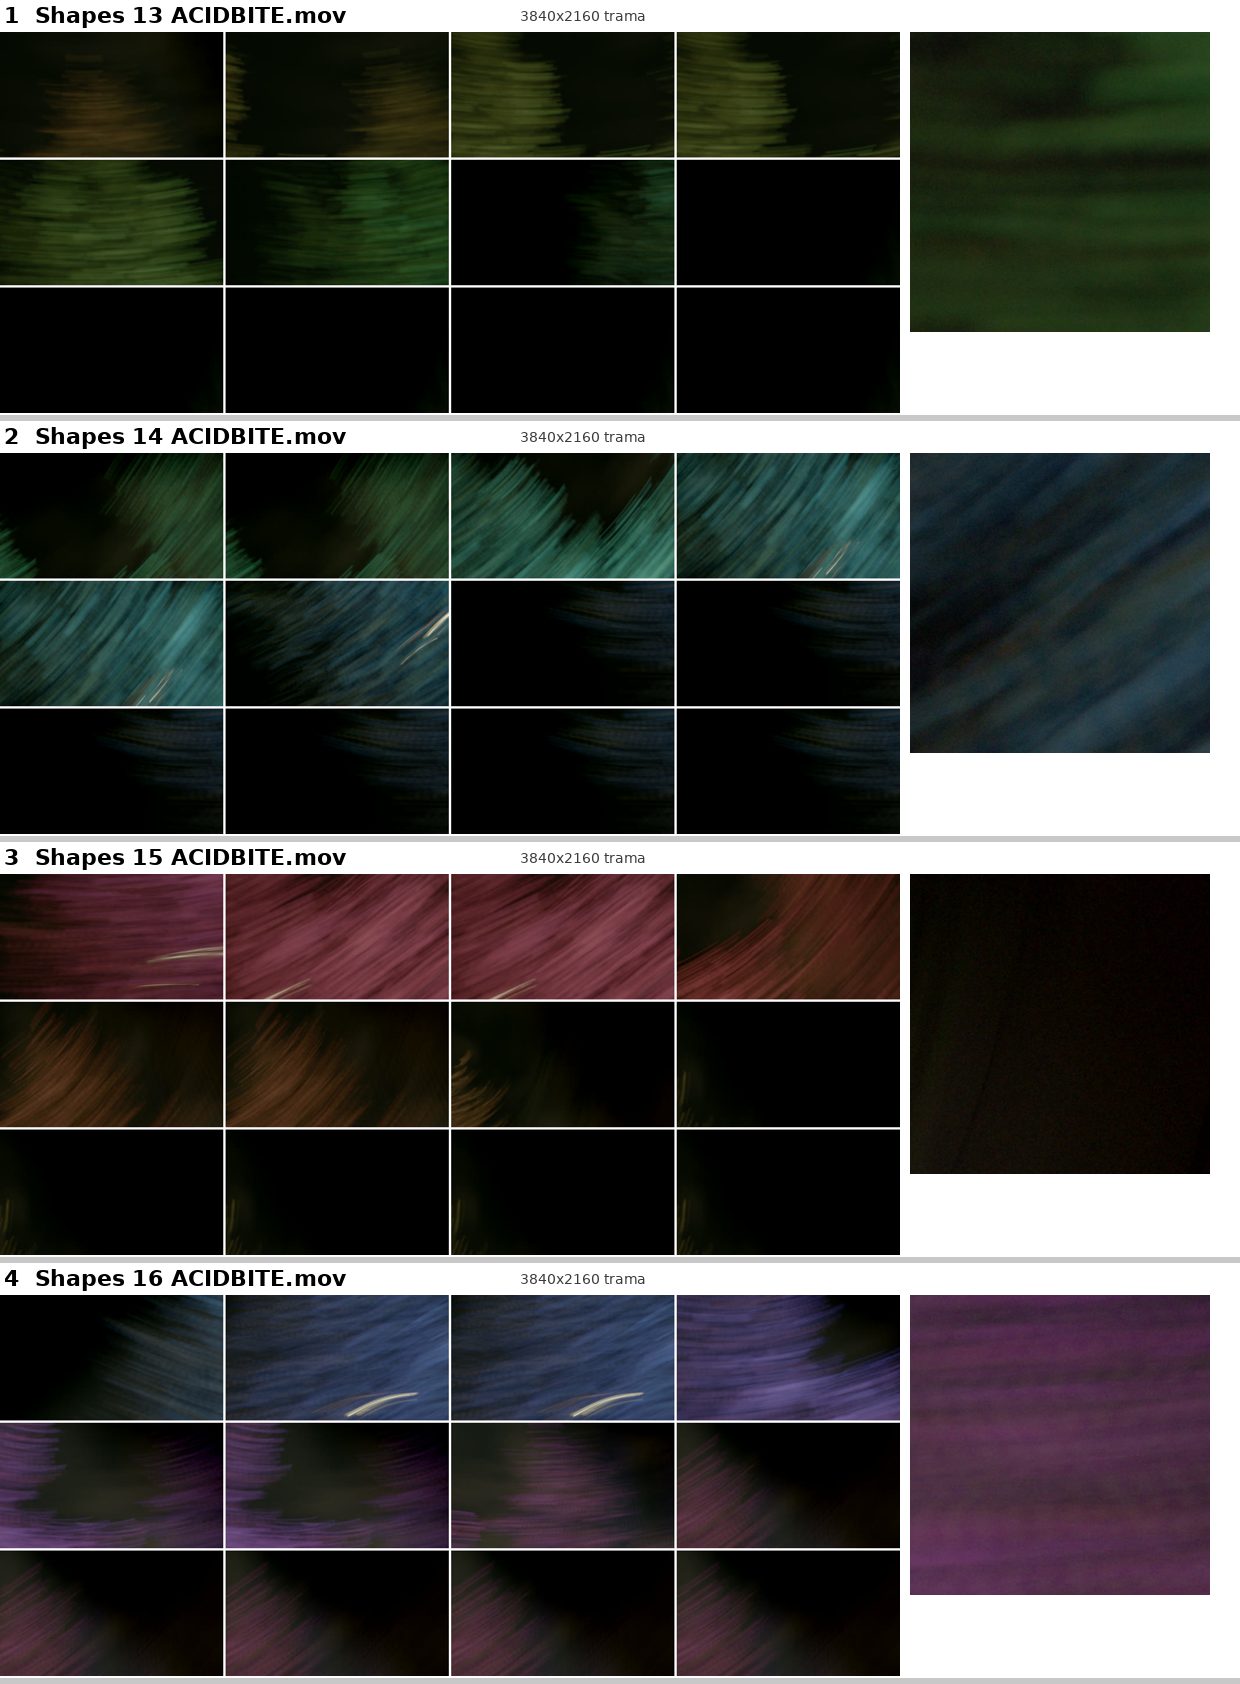 1 Shapes 13 ACIDBITE.mov 3840x2160 trama
2 Shapes 14 ACIDBITE.mov 3840x2160 trama
3 Shapes 15 ACIDBITE.mov 3840x2160 trama
4 Shapes 16 ACIDBITE.mov 3840x2160 trama